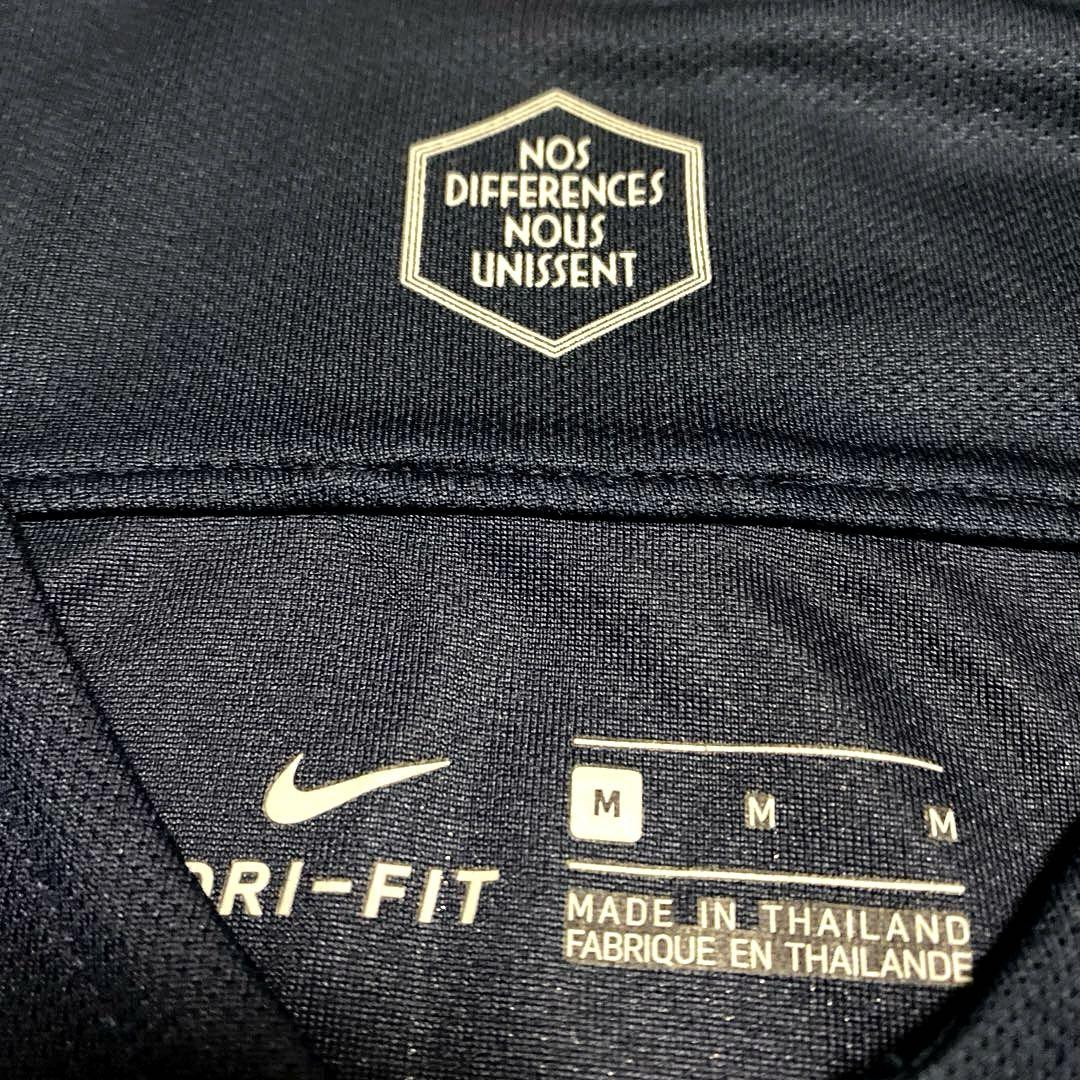 NOS
DIFFERENCES
NOUS
UNISSENT
DRI-FIT
M M M
MADE IN THAILAND
FABRIQUE EN THAILANDE